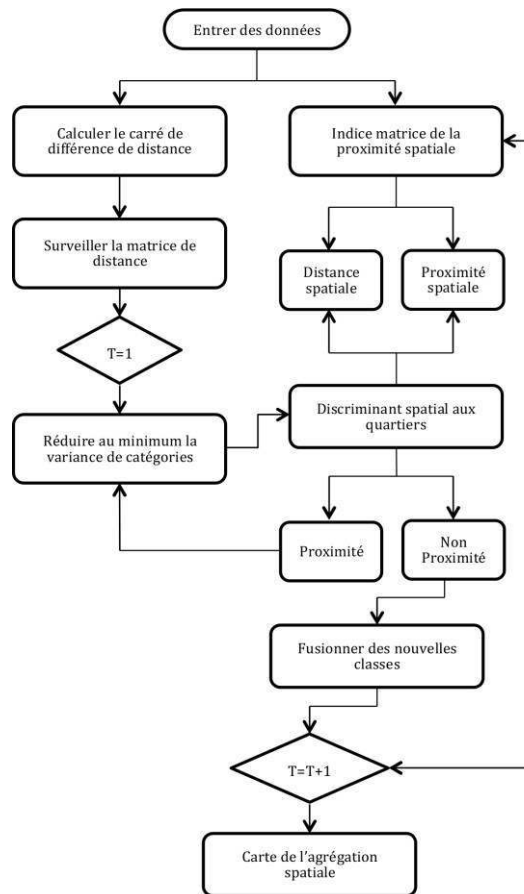 Entrer des données
Calculer le carré de
différence de distance
Indice matrice de la
proximité spatiale
Surveiller la matrice de
distance
Distance
spatiale
Proximité
spatiale
T=1
Réduire au minimum la
variance de catégories
Discriminant spatial aux
quartiers
Proximité
Non
Proximité
Fusionner des nouvelles
classes
T=T+1
Carte de l'agrégation
spatiale